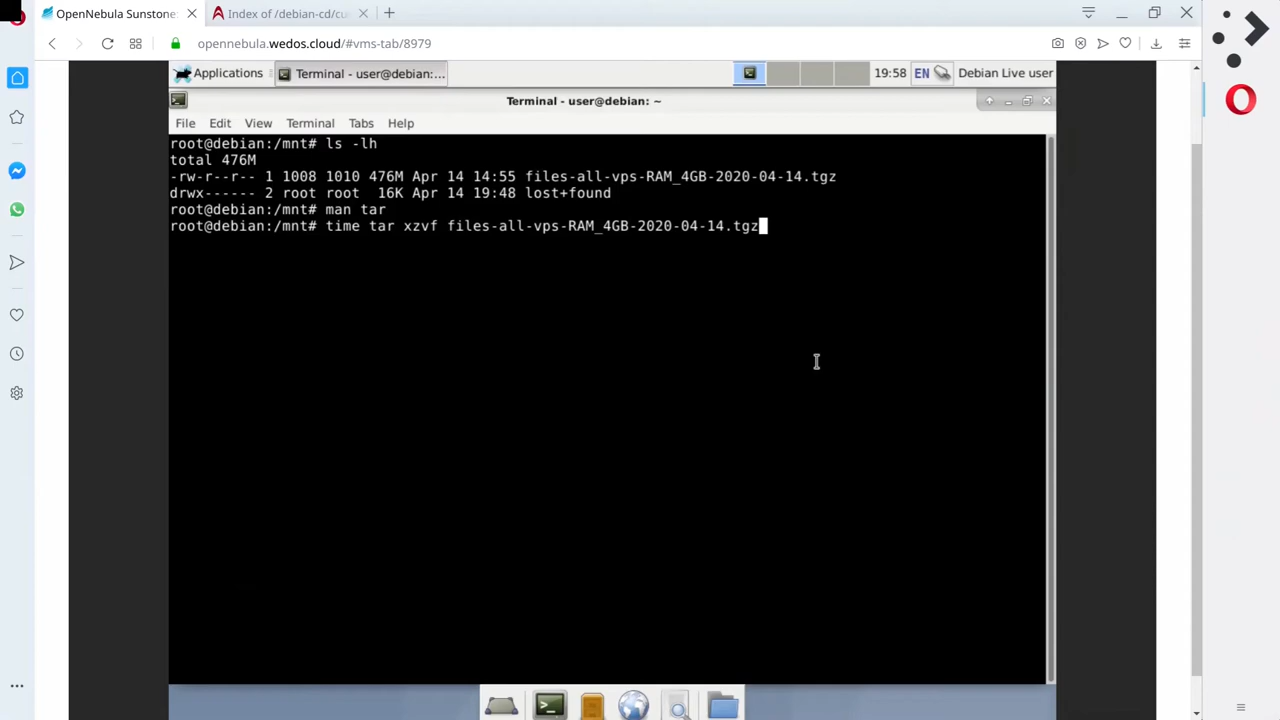 OpenNebula Sunstone:
Index of /debian-cd/cu
opennebula.wedos.cloud/#vms-tab/8979
Applications
Terminal - user@debian:...
19:58
EN
Debian Live user
Terminal - user@debian: ~
File Edit View Terminal Tabs Help
root@debian:/mnt# ls -lh
total 476M
-rw-r--r-- 1 1008 1010 476M Apr 14 14:55 files-all-vps-RAM_4GB-2020-04-14.tgz
drwx------ 2 root root  16K Apr 14 19:48 lost+found
root@debian:/mnt# man tar
root@debian:/mnt# time tar xzvf files-all-vps-RAM_4GB-2020-04-14.tgz